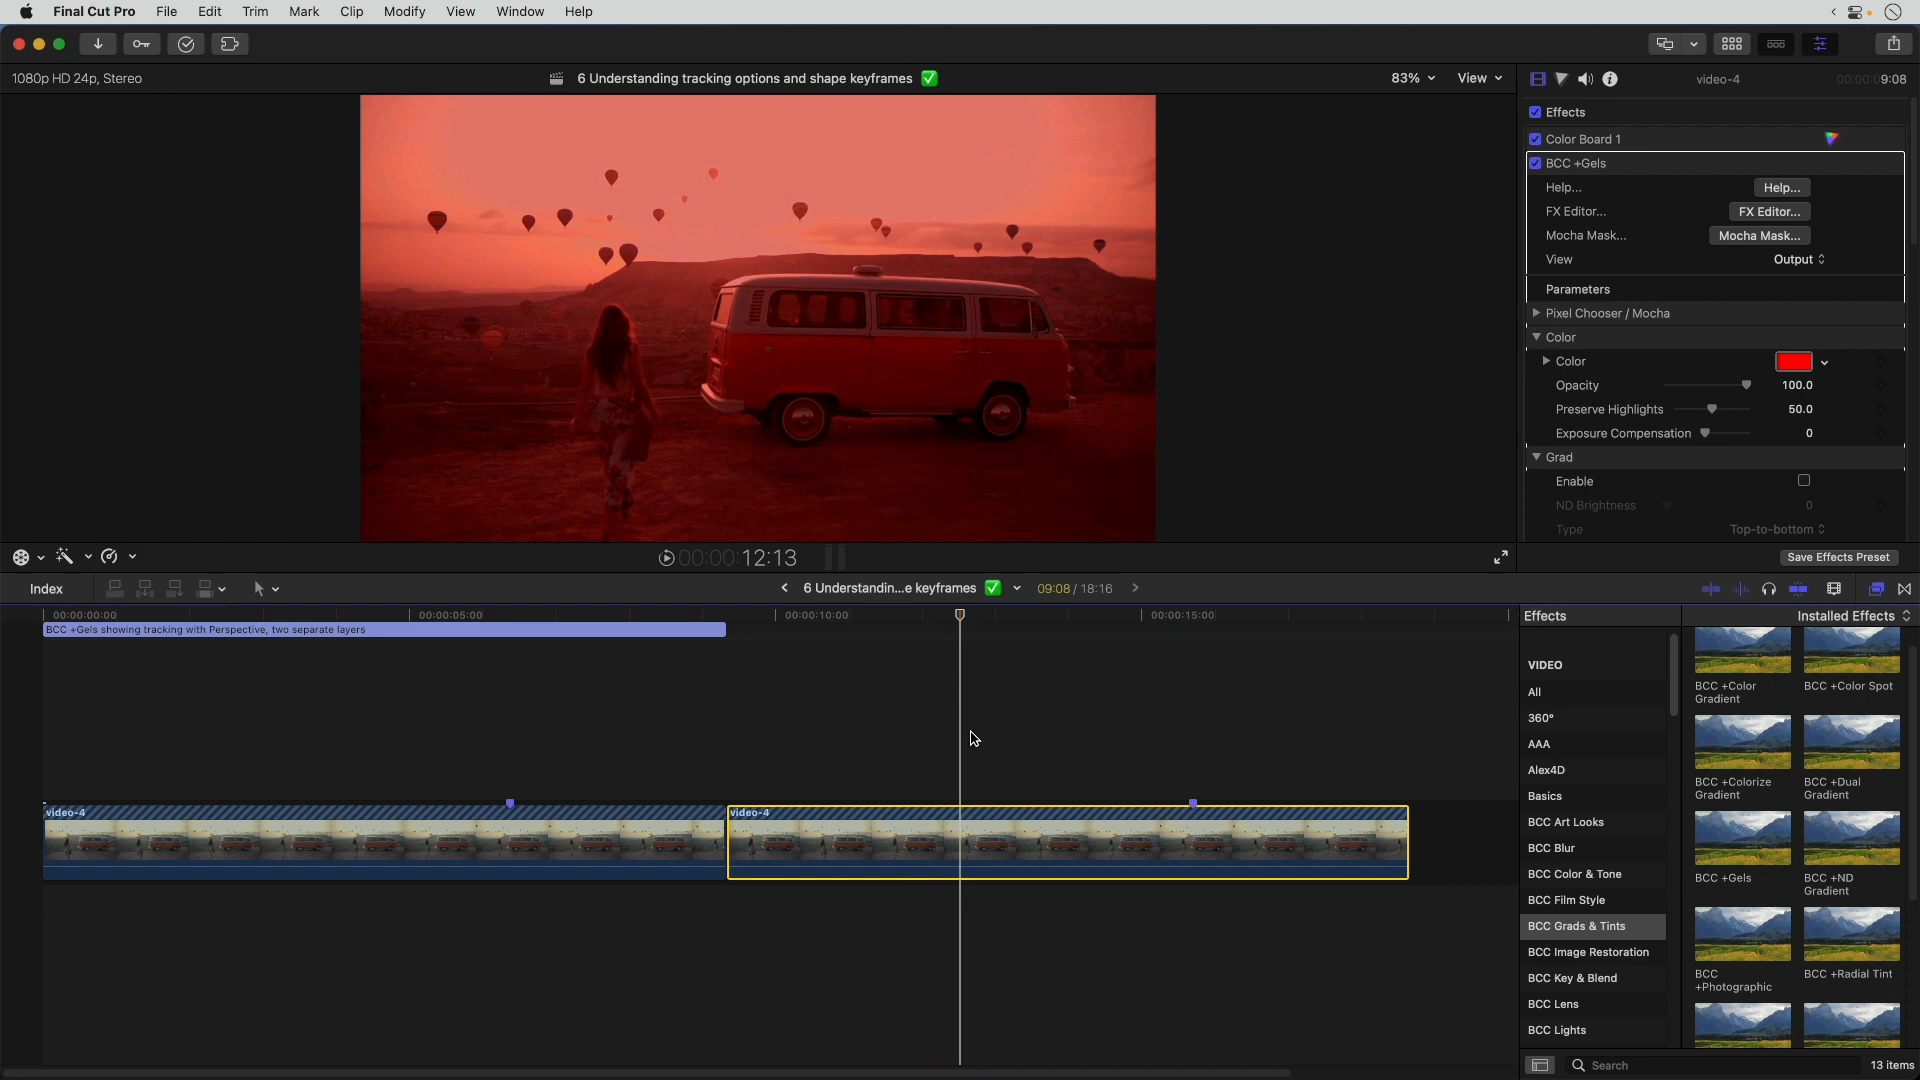 Final Cut Pro File Edit Trim Mark Clip Modify View Window Help
1080p HD 24p, Stereo
6 Understanding tracking options and shape keyframes ✅
83% View
video-4
00:00:09:08
Effects
Color Board 1
BCC +Gels
Help... Help...
FX Editor... FX Editor...
Mocha Mask... Mocha Mask...
View Output
Parameters
Pixel Chooser / Mocha
Color
Color
Opacity 100.0
Preserve Highlights 50.0
Exposure Compensation 0
Grad
Enable
ND Brightness 0
Type Top-to-bottom
00:00:12:13
Save Effects Preset
Index
6 Understandin...e keyframes ✅ 09:08 / 18:16
00:00:00:00 00:00:05:00 00:00:10:00 00:00:15:00
BCC +Gels showing tracking with Perspective, two separate layers
video-4
video-4
Effects
Installed Effects
VIDEO
All
360°
AAA
Alex4D
Basics
BCC Art Looks
BCC Blur
BCC Color & Tone
BCC Film Style
BCC Grads & Tints
BCC Image Restoration
BCC Key & Blend
BCC Lens
BCC Lights
BCC +Color
Gradient
BCC +Color Spot
BCC +Colorize
Gradient
BCC +Dual
Gradient
BCC +Gels
BCC +ND
Gradient
BCC
+Photographic
BCC +Radial Tint
Search
13 items